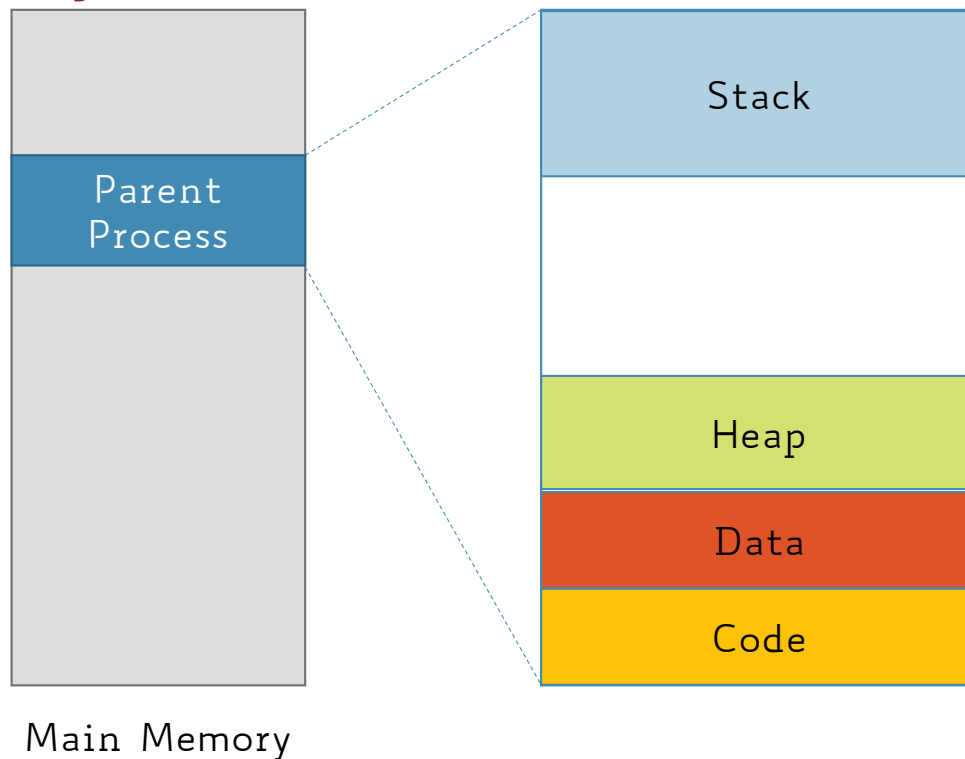 Parent
Process
Stack
Heap
Data
Code
Main Memory